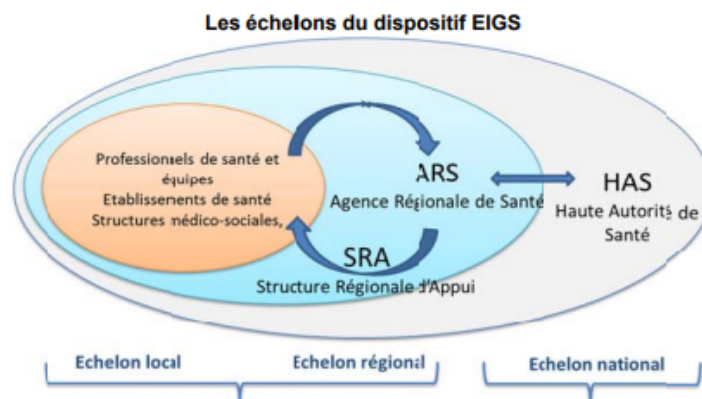 Les échelons du dispositif EIGS
Professionnels de santé et
équipes
Etablissements de santé
Structures médico-sociales,
ARS
Agence Régionale de Santé
HAS
Haute Autorité de
Santé
SRA
Structure Régionale d'Appui
Echelon local
Echelon régional
Echelon national